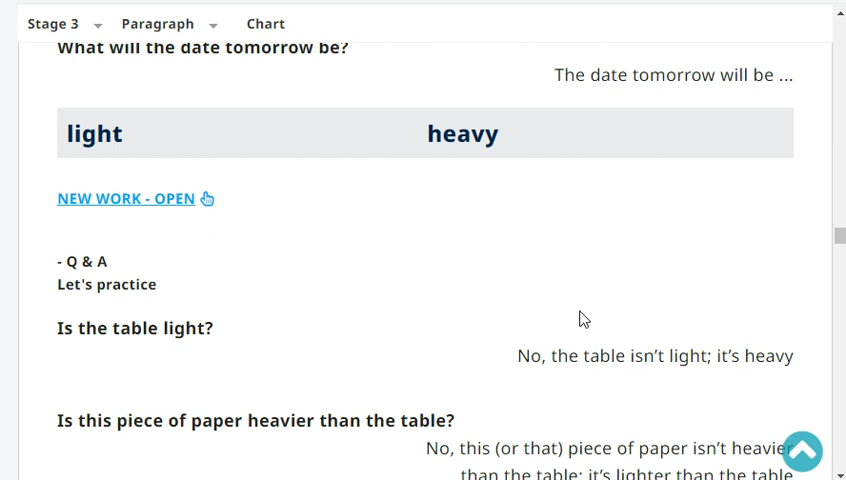 Stage 3 Paragraph Chart
What will the date tomorrow be?
The date tomorrow will be ...
light heavy
NEW WORK - OPEN
- Q & A
Let's practice
Is the table light?
No, the table isn’t light; it’s heavy
Is this piece of paper heavier than the table?
No, this (or that) piece of paper isn’t heavier
than the table; it’s lighter than the table